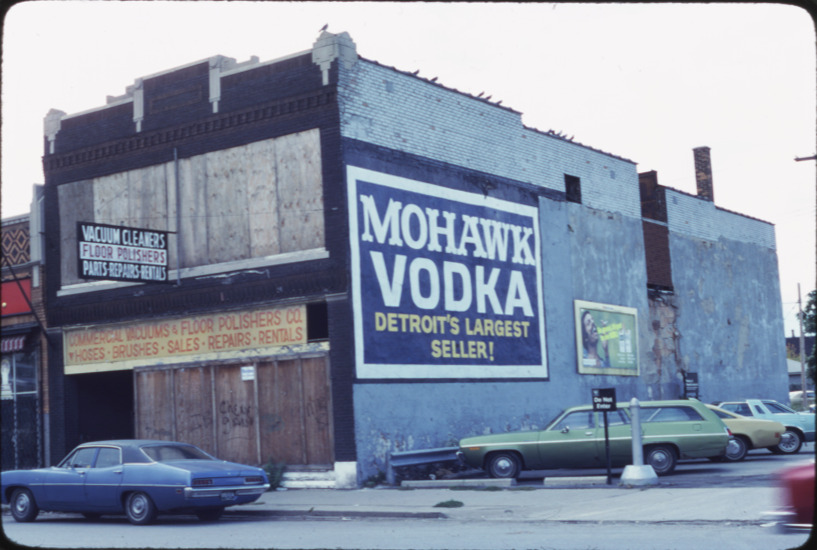 VACUUM CLEANERS
FLOOR POLISHERS
PARTS-REPAIRS-RENTALS
COMMERCIAL VACUUMS & FLOOR POLISHERS CO.
HOSES · BRUSHES · SALES · REPAIRS · RENTALS
MOHAWK
VODKA
DETROIT'S LARGEST
SELLER!
Do Not
Enter